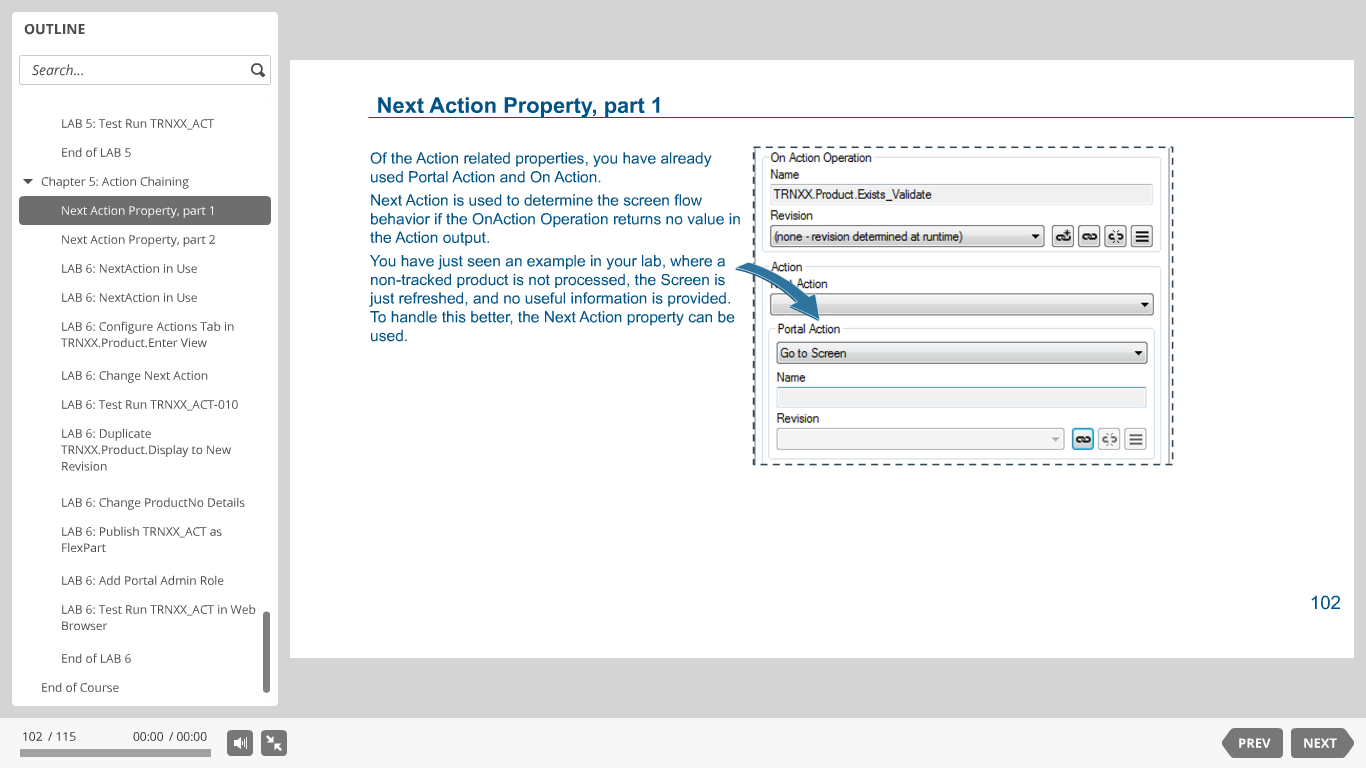 OUTLINE
Search...
LAB 5: Test Run TRNXX_ACT
End of LAB 5
Chapter 5: Action Chaining
Next Action Property, part 1
Next Action Property, part 2
LAB 6: NextAction in Use
LAB 6: NextAction in Use
LAB 6: Configure Actions Tab in
TRNXX.Product.Enter View
LAB 6: Change Next Action
LAB 6: Test Run TRNXX_ACT-010
LAB 6: Duplicate
TRNXX.Product.Display to New
Revision
LAB 6: Change ProductNo Details
LAB 6: Publish TRNXX_ACT as
FlexPart
LAB 6: Add Portal Admin Role
LAB 6: Test Run TRNXX_ACT in Web
Browser
End of LAB 6
End of Course
Next Action Property, part 1
Of the Action related properties, you have already
used Portal Action and On Action.
Next Action is used to determine the screen flow
behavior if the OnAction Operation returns no value in
the Action output.
You have just seen an example in your lab, where a
non-tracked product is not processed, the Screen is
just refreshed, and no useful information is provided.
To handle this better, the Next Action property can be
used.
On Action Operation
Name
TRNXX.Product.Exists_Validate
Revision
(none - revision determined at runtime)
Action
Action
Portal Action
Go to Screen
Name
Revision
102
102 / 115
00:00 / 00:00
PREV
NEXT